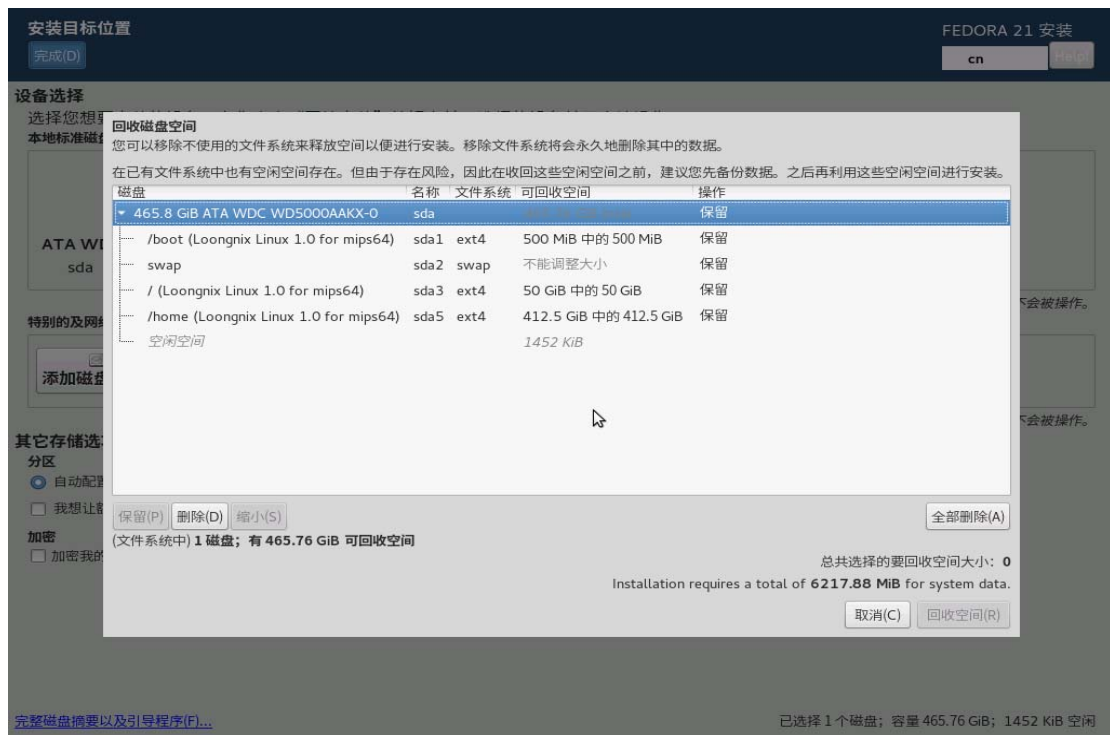 安装目标位置
FEDORA 21 安装
完成(D)
cn
Help!
设备选择
选择您想要
本地标准磁盘
ATA WD
sda
不会被操作。
特别的及网络
添加磁盘
不会被操作。
其它存储选项
分区
自动配置
我想让额
加密
加密我的
回收磁盘空间
您可以移除不使用的文件系统来释放空间以便进行安装。移除文件系统将会永久地删除其中的数据。
在已有文件系统中也有空闲空间存在。但由于存在风险，因此在收回这些空闲空间之前，建议您先备份数据。之后再利用这些空闲空间进行安装。
磁盘 名称 文件系统 可回收空间 操作
465.8 GiB ATA WDC WD5000AAKX-0 sda 保留
/boot (Loongnix Linux 1.0 for mips64) sda1 ext4 500 MiB 中的 500 MiB 保留
swap sda2 swap 不能调整大小 保留
/ (Loongnix Linux 1.0 for mips64) sda3 ext4 50 GiB 中的 50 GiB 保留
/home (Loongnix Linux 1.0 for mips64) sda5 ext4 412.5 GiB 中的 412.5 GiB 保留
空闲空间 1452 KiB
保留(P) 删除(D) 缩小(S) 全部删除(A)
(文件系统中) 1 磁盘；有 465.76 GiB 可回收空间
总共选择的要回收空间大小：0
Installation requires a total of 6217.88 MiB for system data.
取消(C) 回收空间(R)
完整磁盘摘要以及引导程序(F)...
已选择 1 个磁盘；容量 465.76 GiB；1452 KiB 空闲